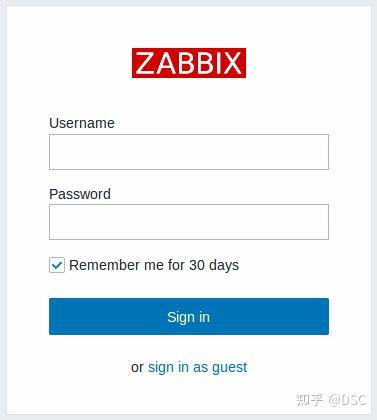 ZABBIX
Username
Password
Remember me for 30 days
Sign in
or sign in as guest
知乎 @DSC